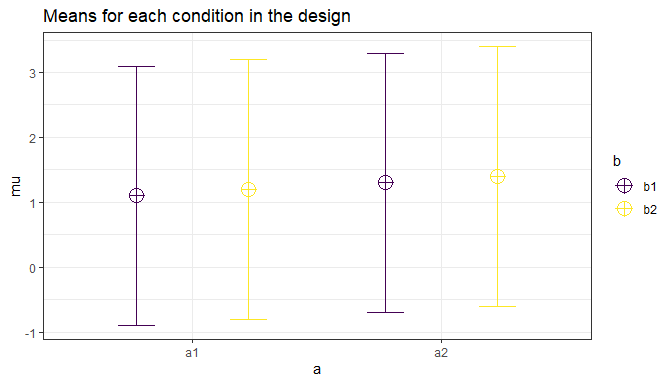 Means for each condition in the design
3
2
1
0
-1
mu
a1
a2
a
b
b1
b2